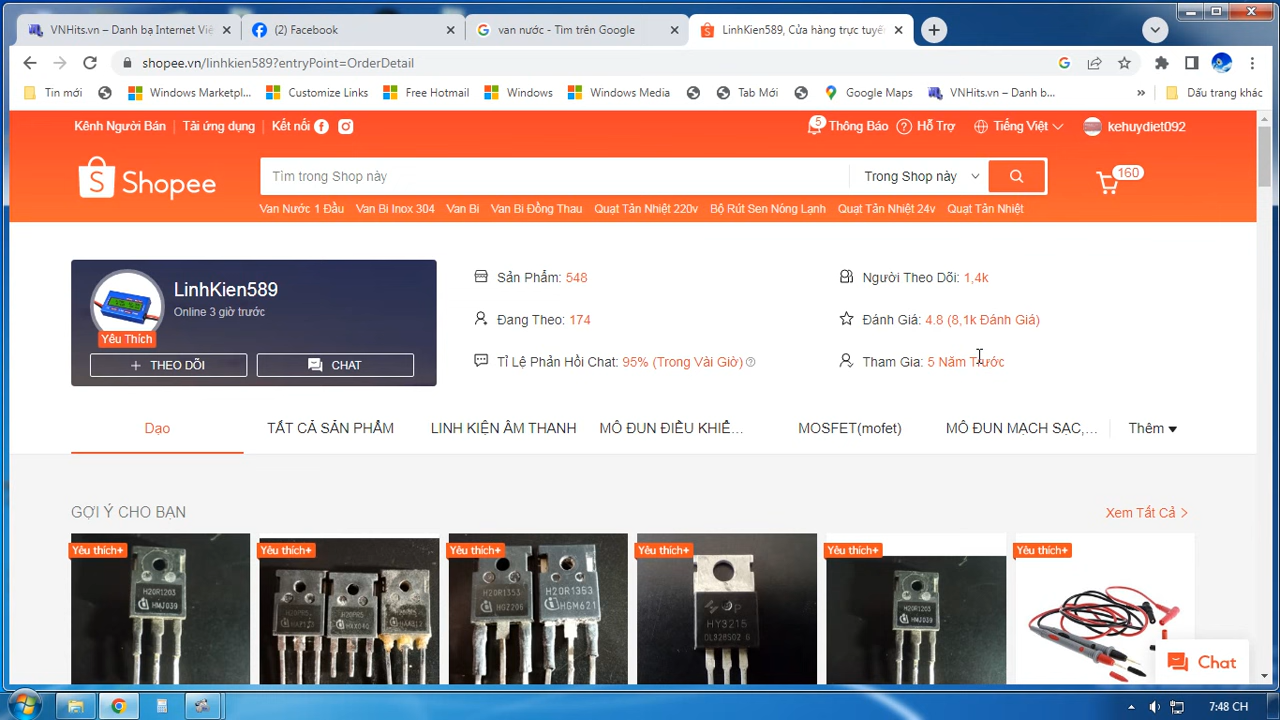 VNHits.vn – Danh bạ Internet Việ
(2) Facebook
van nước - Tìm trên Google
LinhKien589, Cửa hàng trực tuyế
shopee.vn/linhkien589?entryPoint=OrderDetail
Tin mới
Windows Marketpl...
Customize Links
Free Hotmail
Windows
Windows Media
Tab Mới
Google Maps
VNHits.vn – Danh b...
»
Dấu trang khác
Kênh Người Bán
Tải ứng dụng
Kết nối
5
Thông Báo
Hỗ Trợ
Tiếng Việt
kehuydiet092
Shopee
Tìm trong Shop này
Trong Shop này
160
Van Nước 1 Đầu
Van Bi Inox 304
Van Bi
Van Bi Đồng Thau
Quạt Tản Nhiệt 220v
Bộ Rút Sen Nóng Lạnh
Quạt Tản Nhiệt 24v
Quạt Tản Nhiệt
LinhKien589
Online 3 giờ trước
Yêu Thích
+ THEO DÕI
CHAT
Sản Phẩm: 548
Người Theo Dõi: 1,4k
Đang Theo: 174
Đánh Giá: 4.8 (8,1k Đánh Giá)
Tỉ Lệ Phản Hồi Chat: 95% (Trong Vài Giờ)
Tham Gia: 5 Năm Trước
Dạo
TẤT CẢ SẢN PHẨM
LINH KIỆN ÂM THANH
MÔ ĐUN ĐIỀU KHIỂ...
MOSFET(mofet)
MÔ ĐUN MẠCH SẠC,...
Thêm
GỢI Ý CHO BẠN
Xem Tất Cả
Yêu thích+
Yêu thích+
Yêu thích+
Yêu thích+
Yêu thích+
Yêu thích+
H20R1203
HMJ039
H20R1353
HGZ206
H20R1353
HGM621
HY3215
H20R1203
HMJ039
Chat
7:48 CH